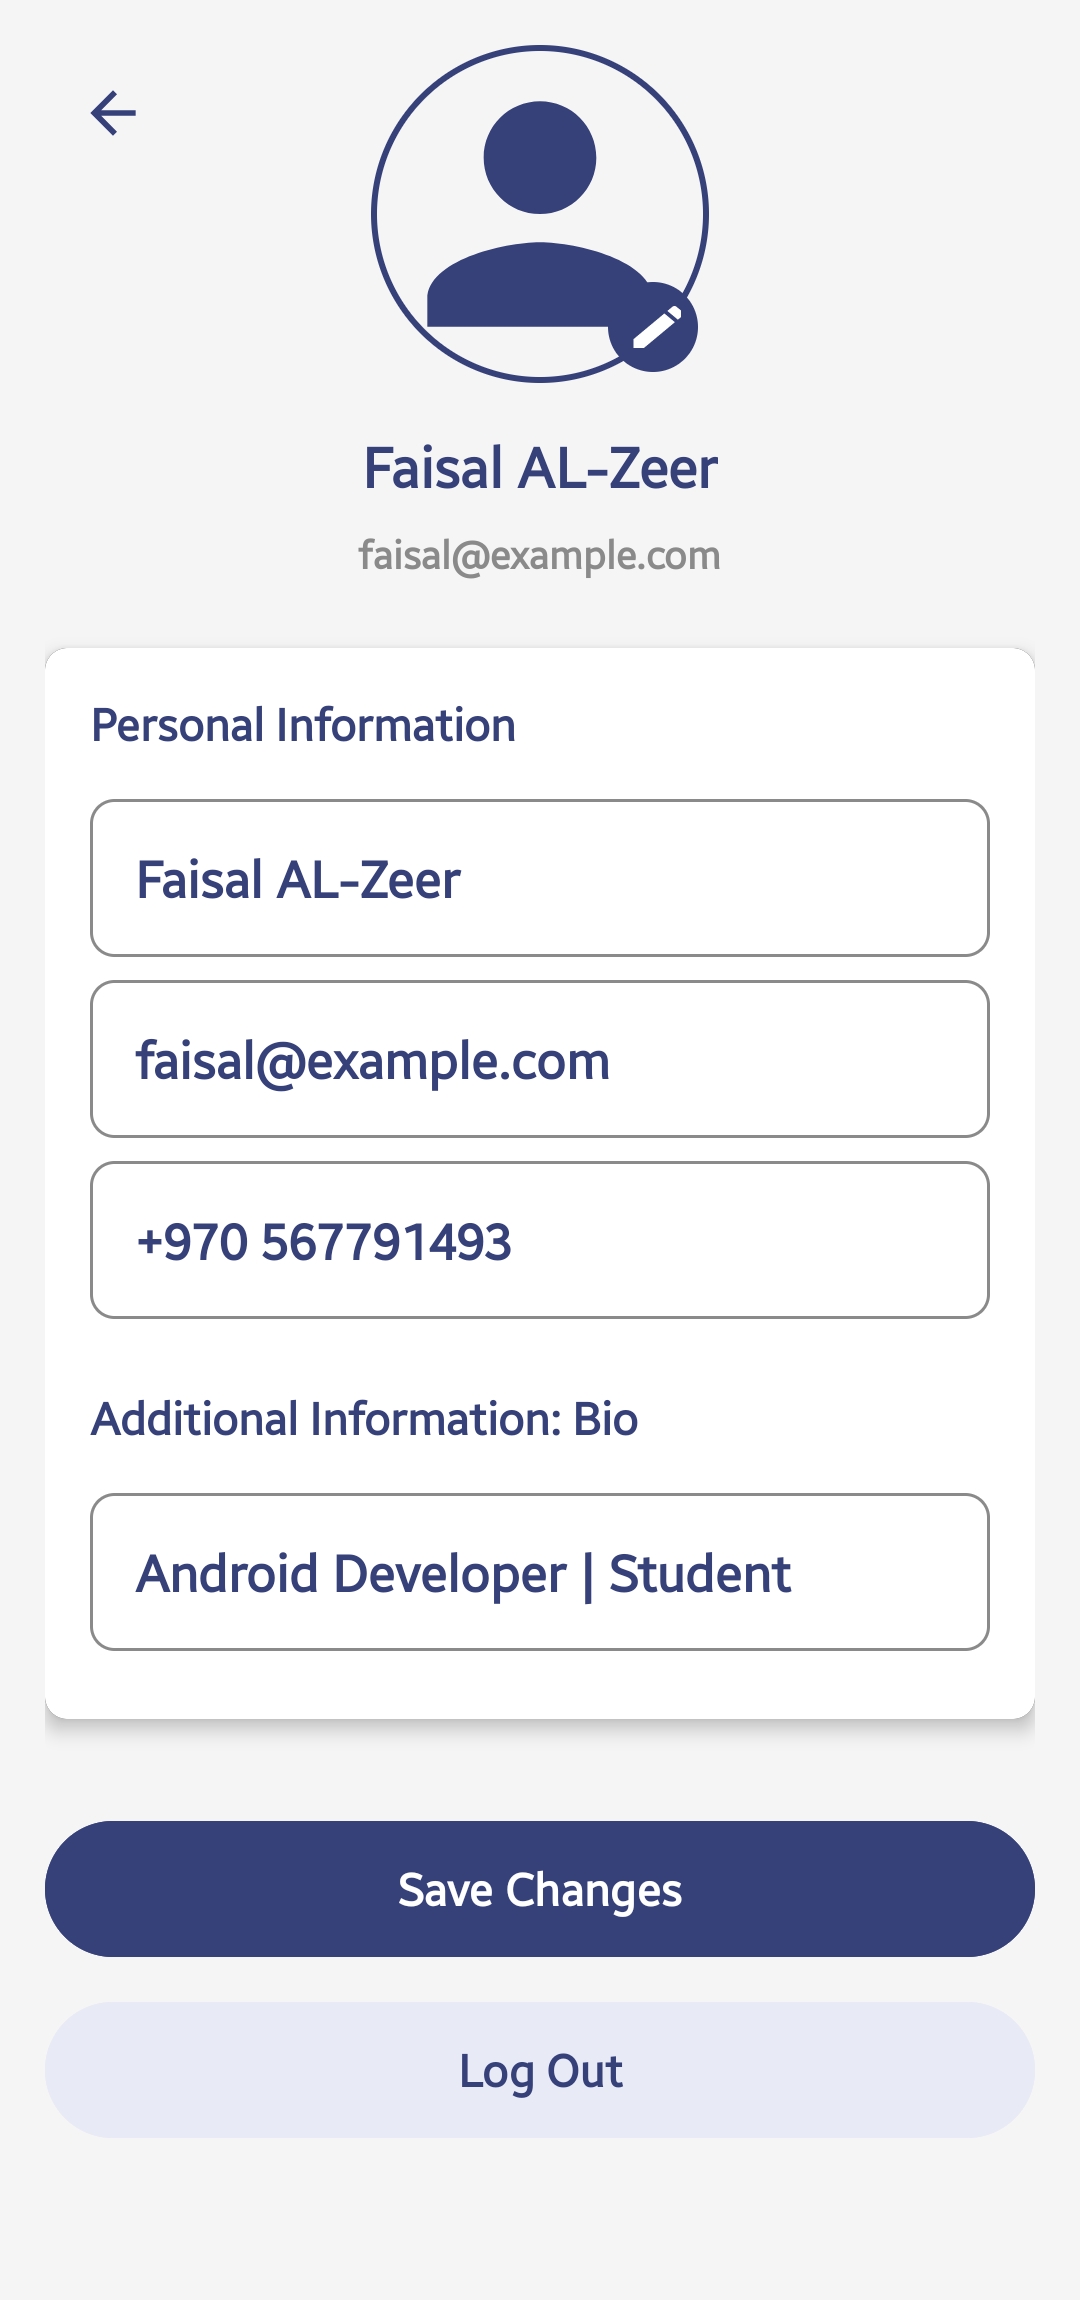 Faisal AL-Zeer
faisal@example.com
Personal Information
Faisal AL-Zeer
faisal@example.com
+970 567791493
Additional Information: Bio
Android Developer | Student
Save Changes
Log Out